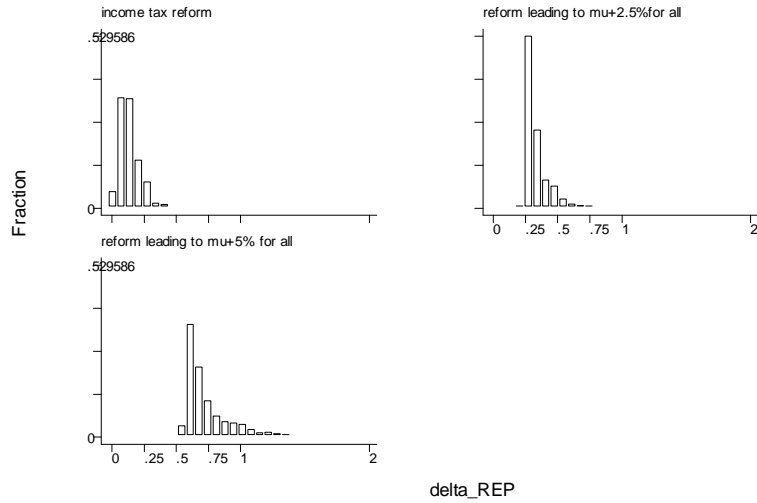 income tax reform
reform leading to mu+2.5%for all
.529586
0
0 .25 .5 .75 1 2
reform leading to mu+5% for all
.529586
0
0 .25 .5 .75 1 2
Fraction
delta_REP